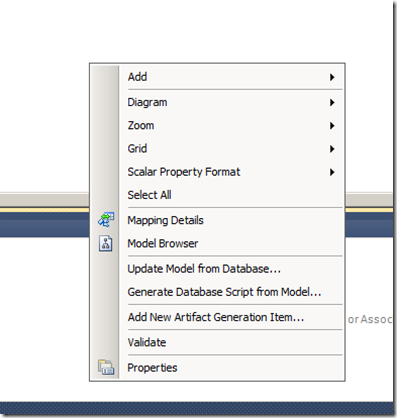 Add
Diagram
Zoom
Grid
Scalar Property Format
Select All
Mapping Details
Model Browser
Update Model from Database...
Generate Database Script from Model...
or Assoc
Add New Artifact Generation Item...
Validate
Properties